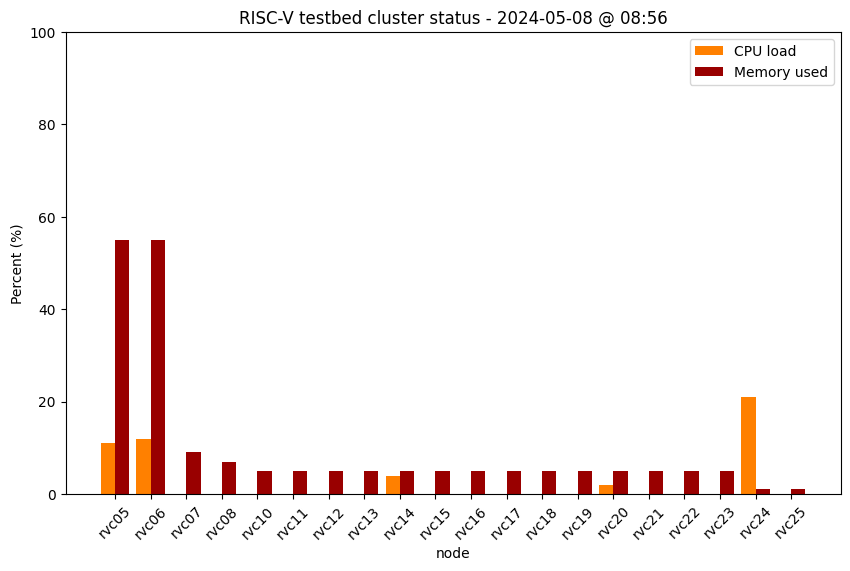 RISC-V testbed cluster status - 2024-05-08 @ 08:56
CPU load
Memory used
Percent (%)
100
80
60
40
20
0
rvc05 rvc06 rvc07 rvc08 rvc10 rvc11 rvc12 rvc13 rvc14 rvc15 rvc16 rvc17 rvc18 rvc19 rvc20 rvc21 rvc22 rvc23 rvc24 rvc25
node